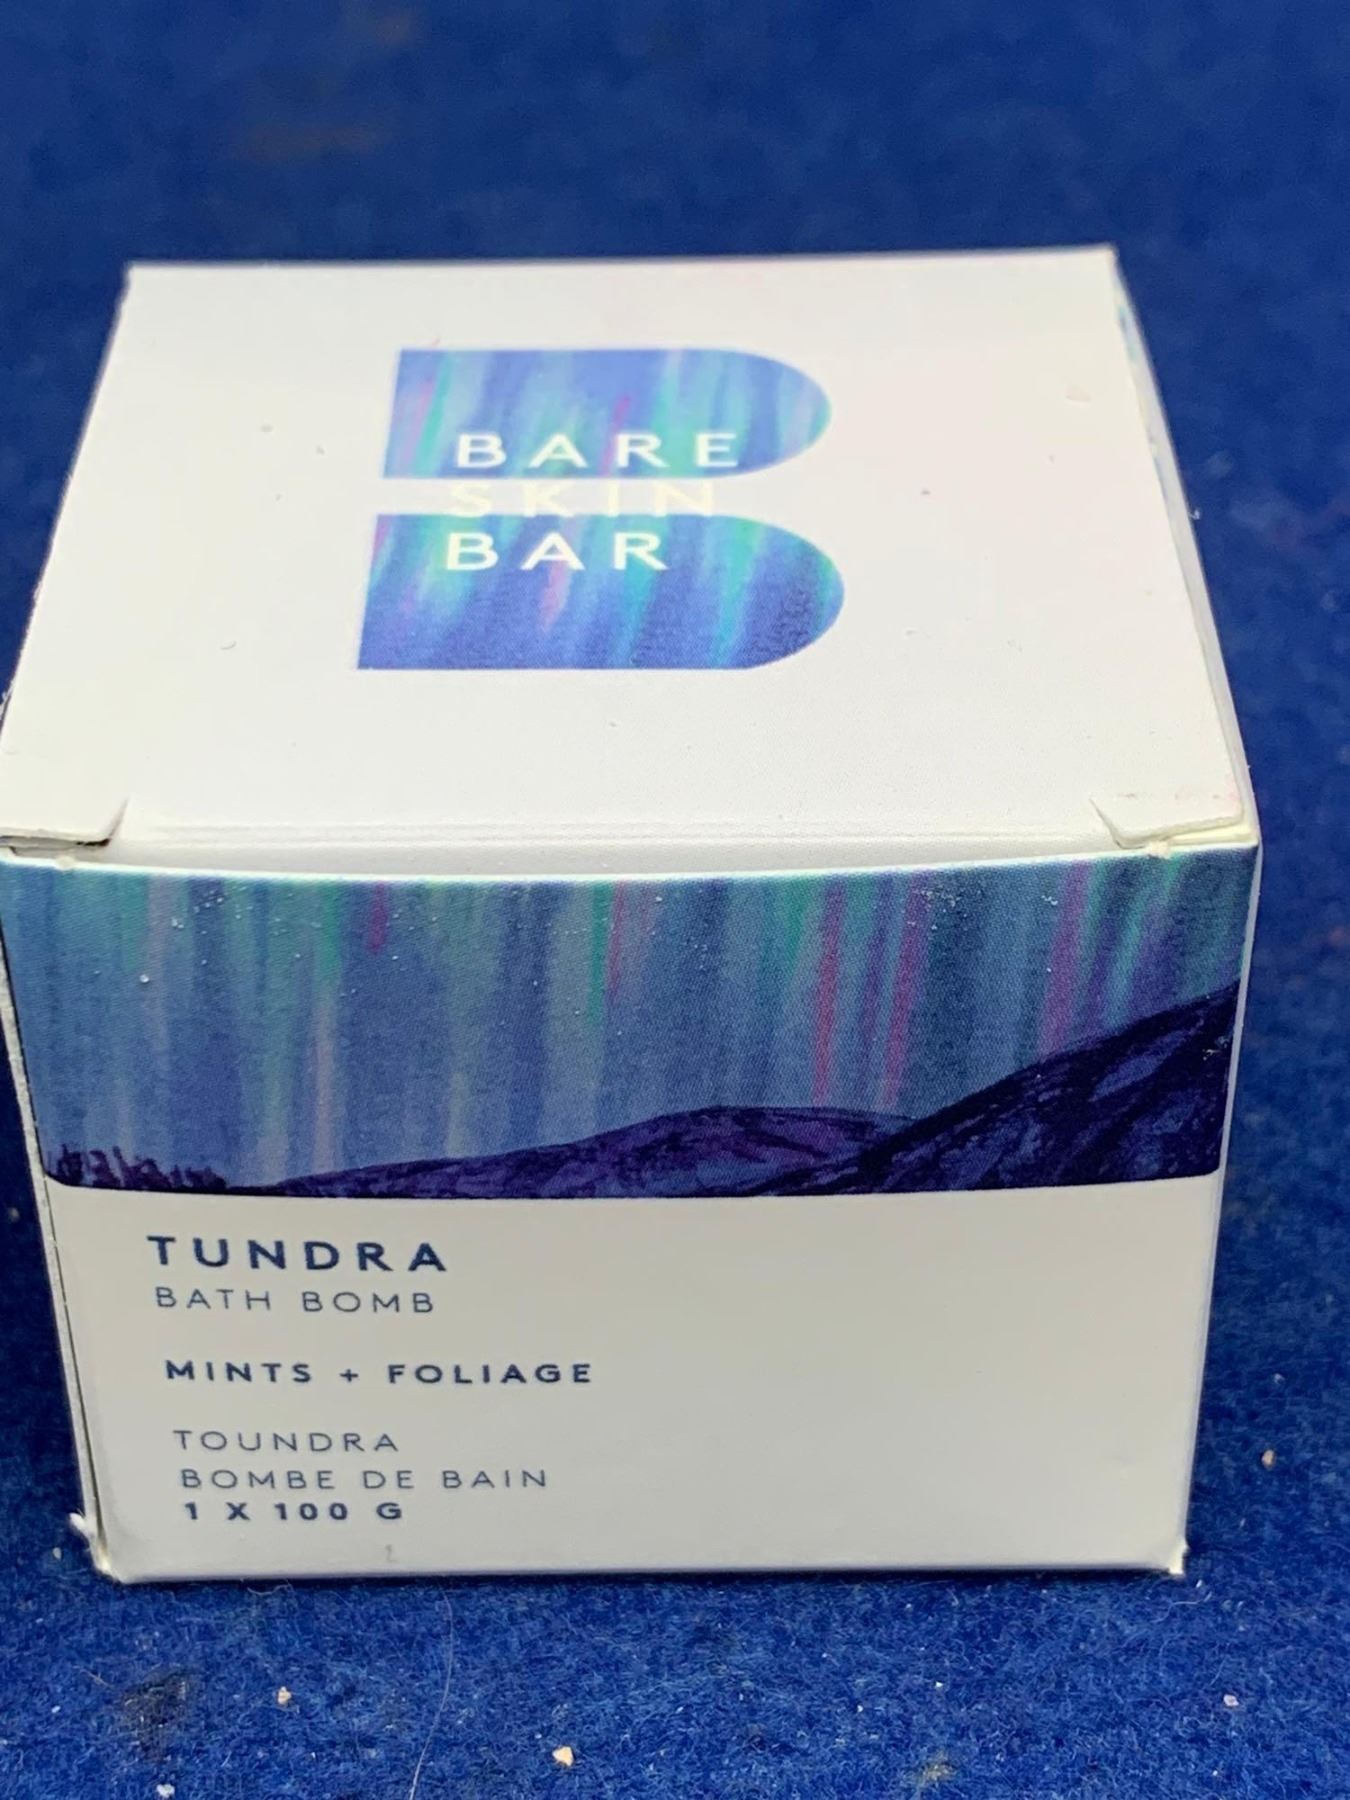 BARE
SKIN
BAR
TUNDRA
BATH BOMB
MINTS + FOLIAGE
TOUNDRA
BOMBE DE BAIN
1 X 100 G